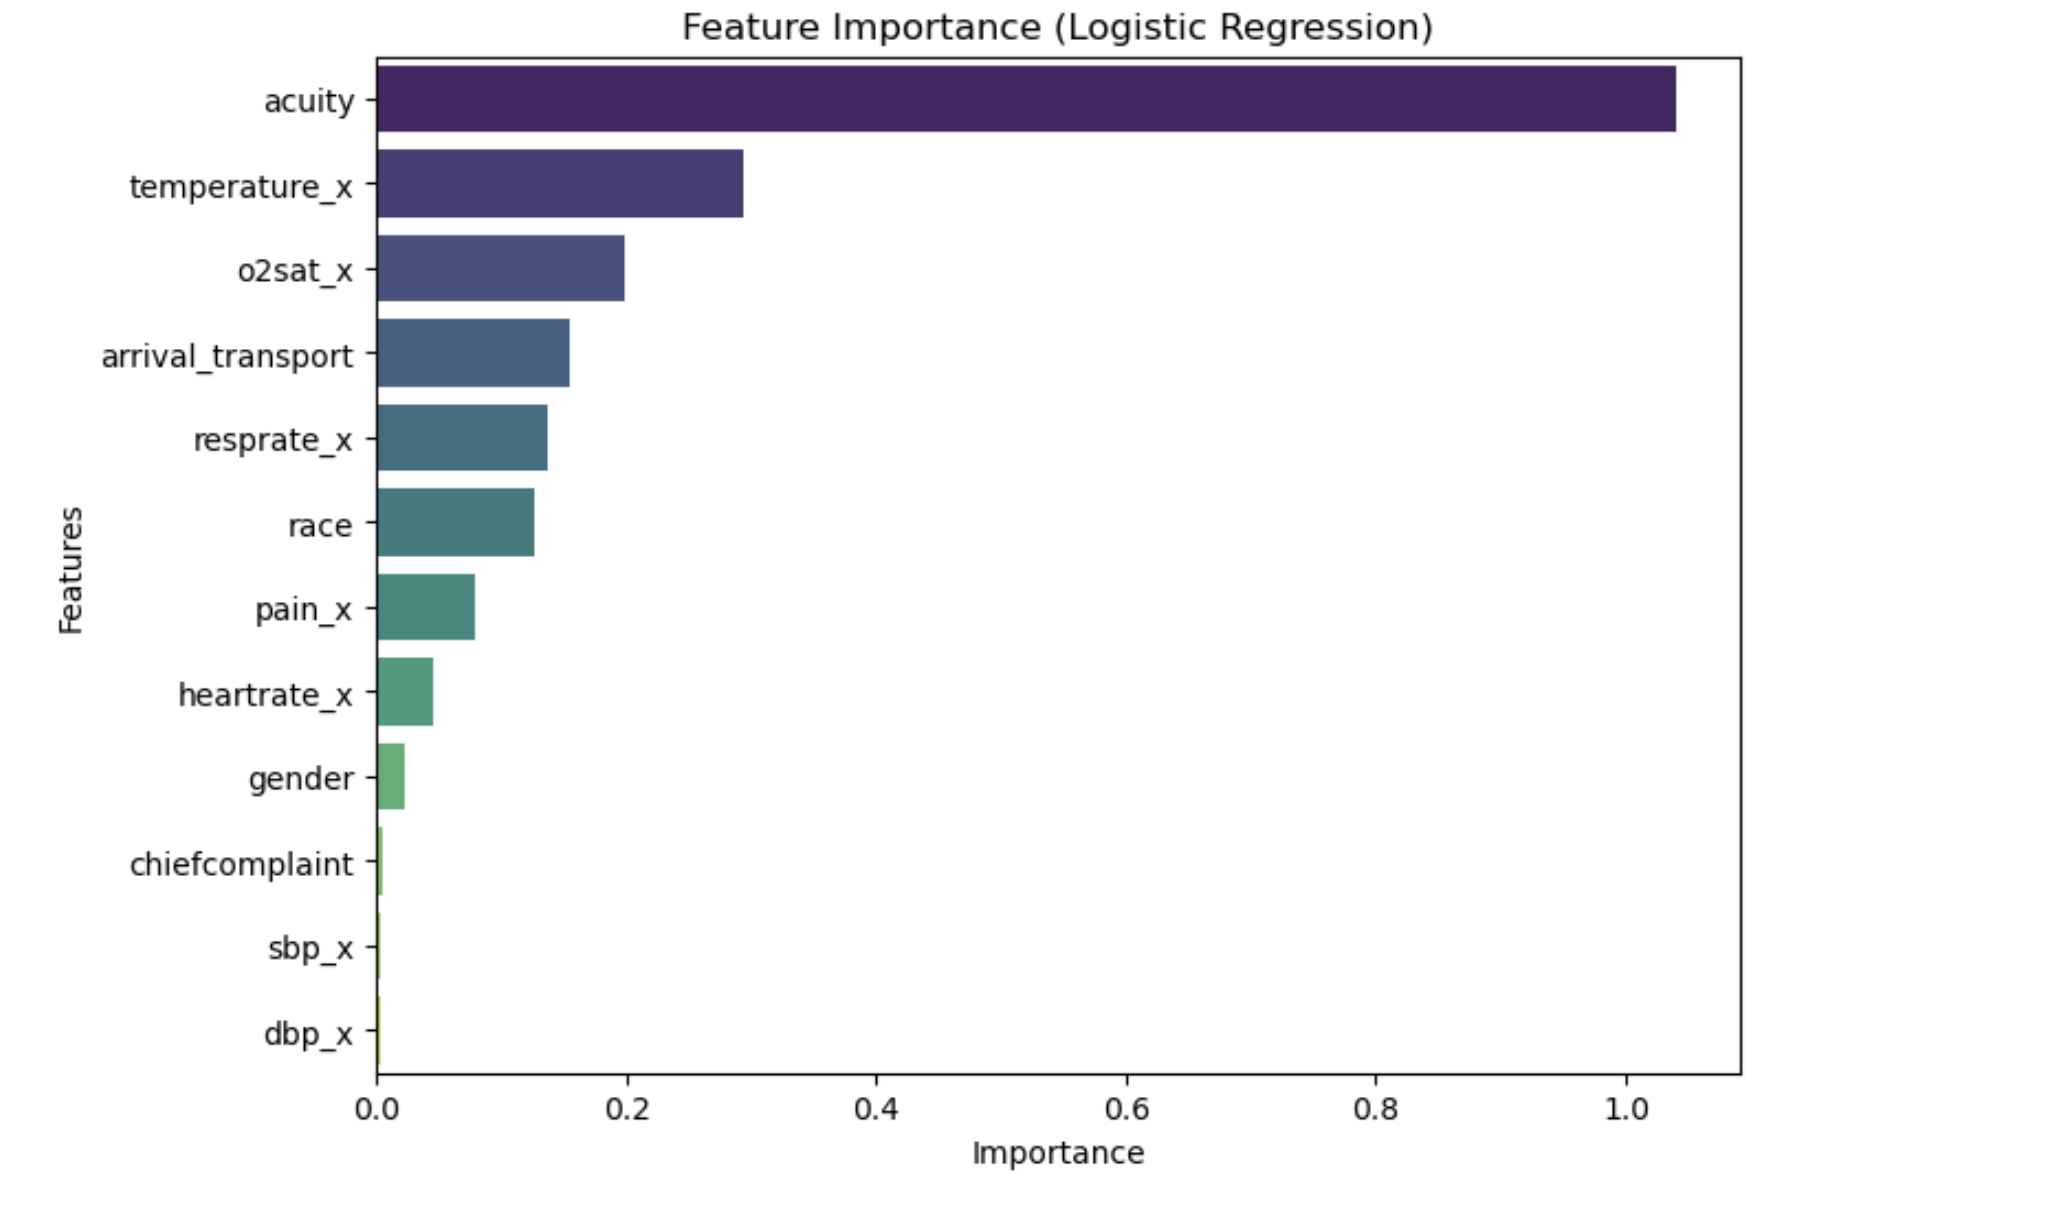 Feature Importance (Logistic Regression)
acuity
temperature_x
o2sat_x
arrival_transport
resprate_x
race
pain_x
heartrate_x
gender
chiefcomplaint
sbp_x
dbp_x
Features
0.0 0.2 0.4 0.6 0.8 1.0
Importance